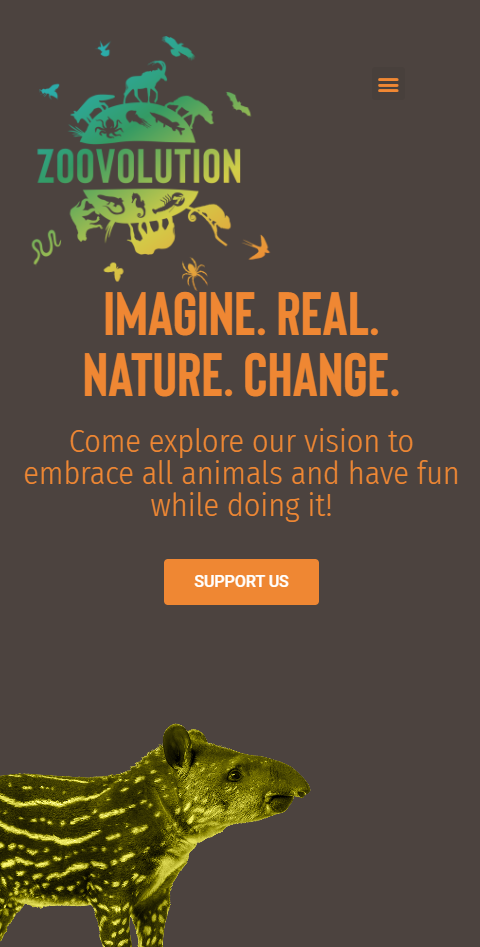 ZOOVOLUTION
IMAGINE. REAL.
NATURE. CHANGE.
Come explore our vision to
embrace all animals and have fun
while doing it!
SUPPORT US